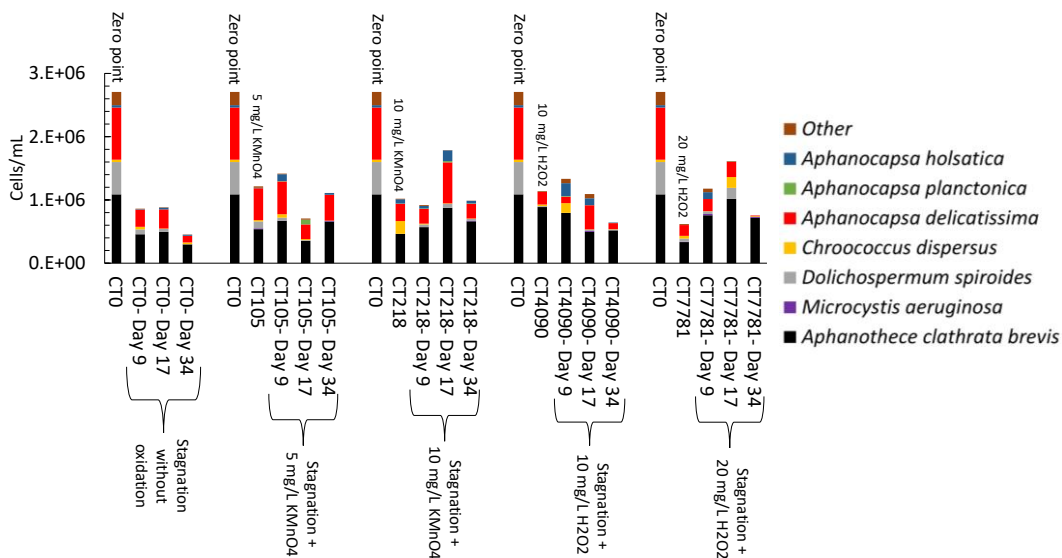 Zero point
Zero point
Zero point
Zero point
Zero point
5 mg/L KMnO4
10 mg/L KMnO4
10 mg/L H2O2
20 mg/L H2O2
Cells/mL
3.E+06
2.E+06
1.E+06
0.E+00
Other
Aphanocapsa holsatica
Aphanocapsa planctonica
Aphanocapsa delicatissima
Chroococcus dispersus
Dolichospermum spiroides
Microcystis aeruginosa
Aphanothece clathrata brevis
CT0
CT0- Day 9
CT0- Day 17
CT0- Day 34
CT0
CT105
CT105- Day 9
CT105- Day 17
CT105- Day 34
CT0
CT218
CT218- Day 9
CT218- Day 17
CT218- Day 34
CT0
CT4090
CT4090- Day 9
CT4090- Day 17
CT4090- Day 34
CT0
CT7781
CT7781- Day 9
CT7781- Day 17
CT7781- Day 34
Stagnation
without
oxidation
Stagnation +
5 mg/L KMnO4
Stagnation +
10 mg/L KMnO4
Stagnation +
10 mg/L H2O2
Stagnation +
20 mg/L H2O2